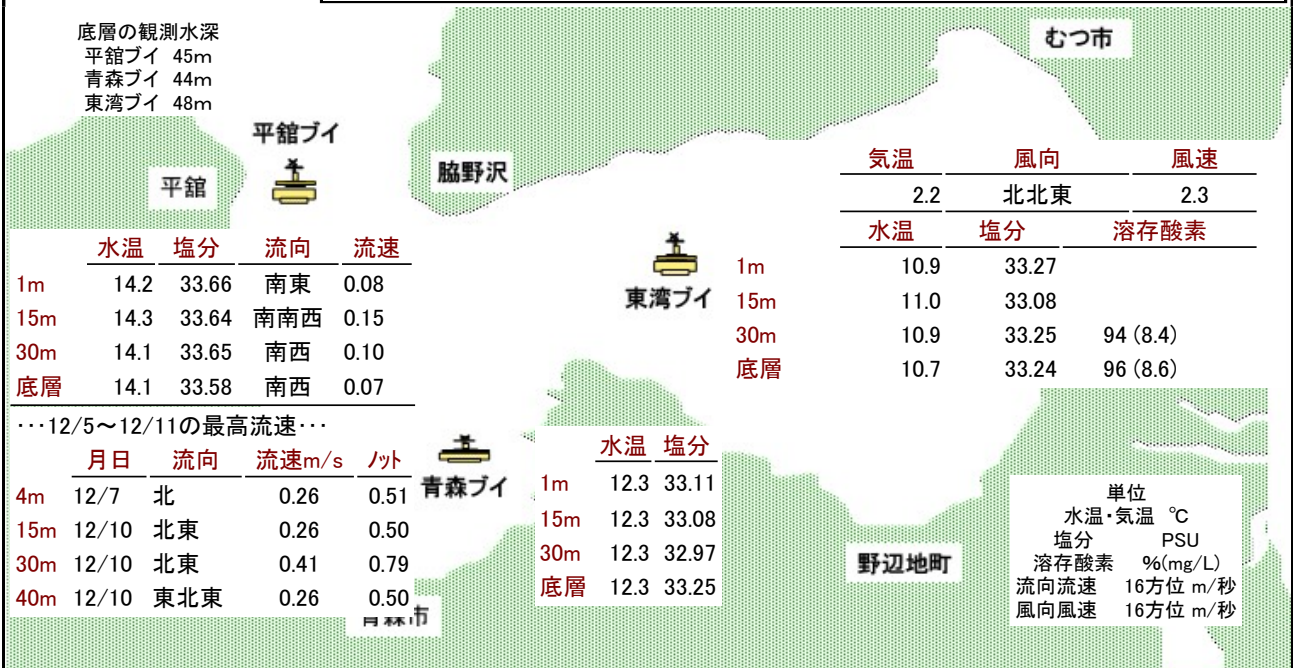 底層の観測水深
平舘ブイ 45m
青森ブイ 44m
東湾ブイ 48m
むつ市
平舘ブイ
脇野沢
平舘
気温 風向 風速
2.2 北北東 2.3
水温 塩分 溶存酸素
1m 10.9 33.27
15m 11.0 33.08
30m 10.9 33.25 94 (8.4)
底層 10.7 33.24 96 (8.6)
東湾ブイ
水温 塩分 流向 流速
1m 14.2 33.66 南東 0.08
15m 14.3 33.64 南南西 0.15
30m 14.1 33.65 南西 0.10
底層 14.1 33.58 南西 0.07
･･･12/5～12/11の最高流速･･･
月日 流向 流速m/s ノット
4m 12/7 北 0.26 0.51
15m 12/10 北東 0.26 0.50
30m 12/10 北東 0.41 0.79
40m 12/10 東北東 0.26 0.50
青森ブイ
水温 塩分
1m 12.3 33.11
15m 12.3 33.08
30m 12.3 32.97
底層 12.3 33.25
青森市
野辺地町
単位
水温・気温 ℃
塩分 PSU
溶存酸素 %(mg/L)
流向流速 16方位 m/秒
風向風速 16方位 m/秒